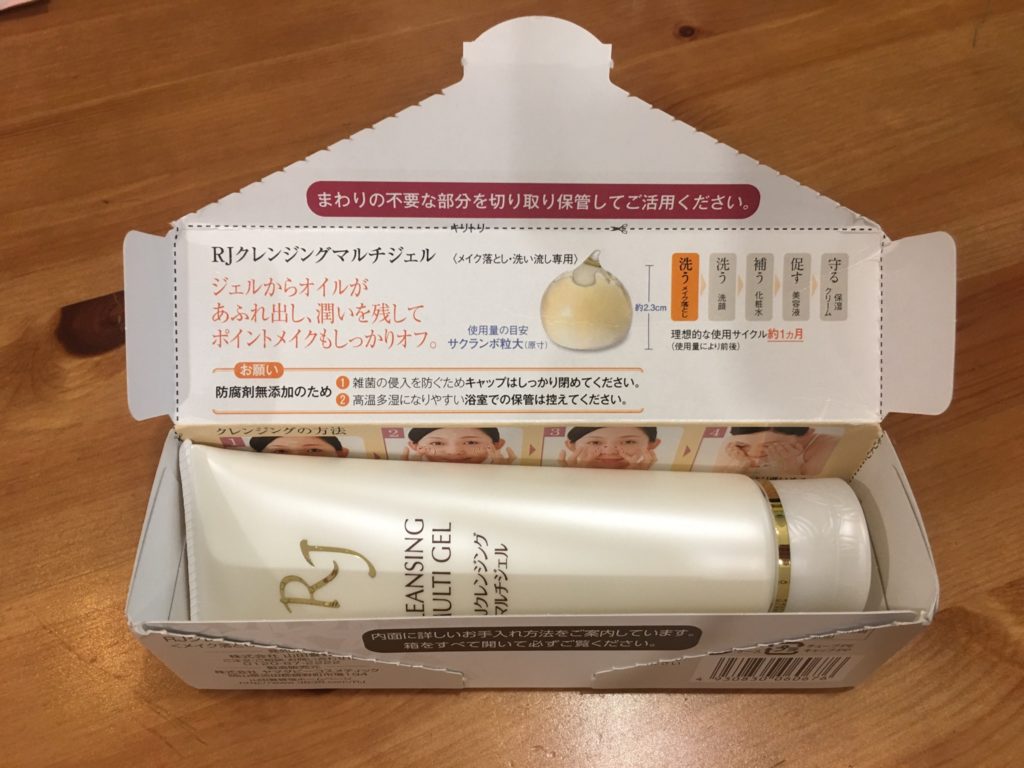 まわりの不要な部分を切り取り保管してご活用ください。
キリトリ
RJクレンジングマルチジェル
〈メイク落とし・洗い流し専用〉
ジェルからオイルが
あふれ出し、潤いを残して
ポイントメイクもしっかりオフ。
使用量の目安
サクランボ粒大(原寸)
約2.3cm
洗う メイク落とし
洗う 洗顔
補う 化粧水
促す 美容液
守る 保湿クリーム
理想的な使用サイクル約1ヵ月
(使用量により前後)
お願い
防腐剤無添加のため
1 雑菌の侵入を防ぐためキャップはしっかり閉めてください。
2 高温多湿になりやすい浴室での保管は控えてください。
クレンジングの方法
1
2
3
4
RJ
CLEANSING
MULTI GEL
RJクレンジング
マルチジェル
内面に詳しいお手入れ方法をご案内しています。
箱をすべて開いて必ずご覧ください。